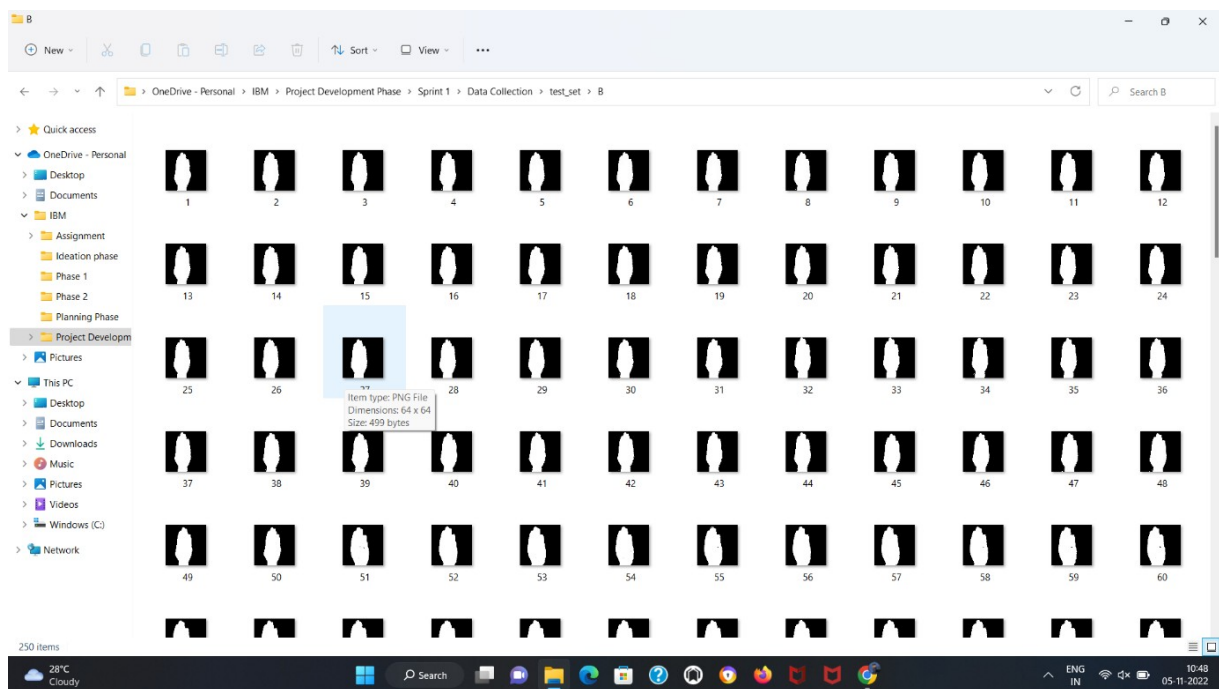 B
New
Sort
View
OneDrive - Personal > IBM > Project Development Phase > Sprint 1 > Data Collection > test_set > B
Search B
Quick access
OneDrive - Personal
Desktop
Documents
IBM
Assignment
Ideation phase
Phase 1
Phase 2
Planning Phase
Project Developm
Pictures
This PC
Desktop
Documents
Downloads
Music
Pictures
Videos
Windows (C:)
Network
1 2 3 4 5 6 7 8 9 10 11 12
13 14 15 16 17 18 19 20 21 22 23 24
25 26 27 28 29 30 31 32 33 34 35 36
Item type: PNG File
Dimensions: 64 x 64
Size: 499 bytes
37 38 39 40 41 42 43 44 45 46 47 48
49 50 51 52 53 54 55 56 57 58 59 60
250 items
28°C
Cloudy
Search
ENG
IN
10:48
05-11-2022